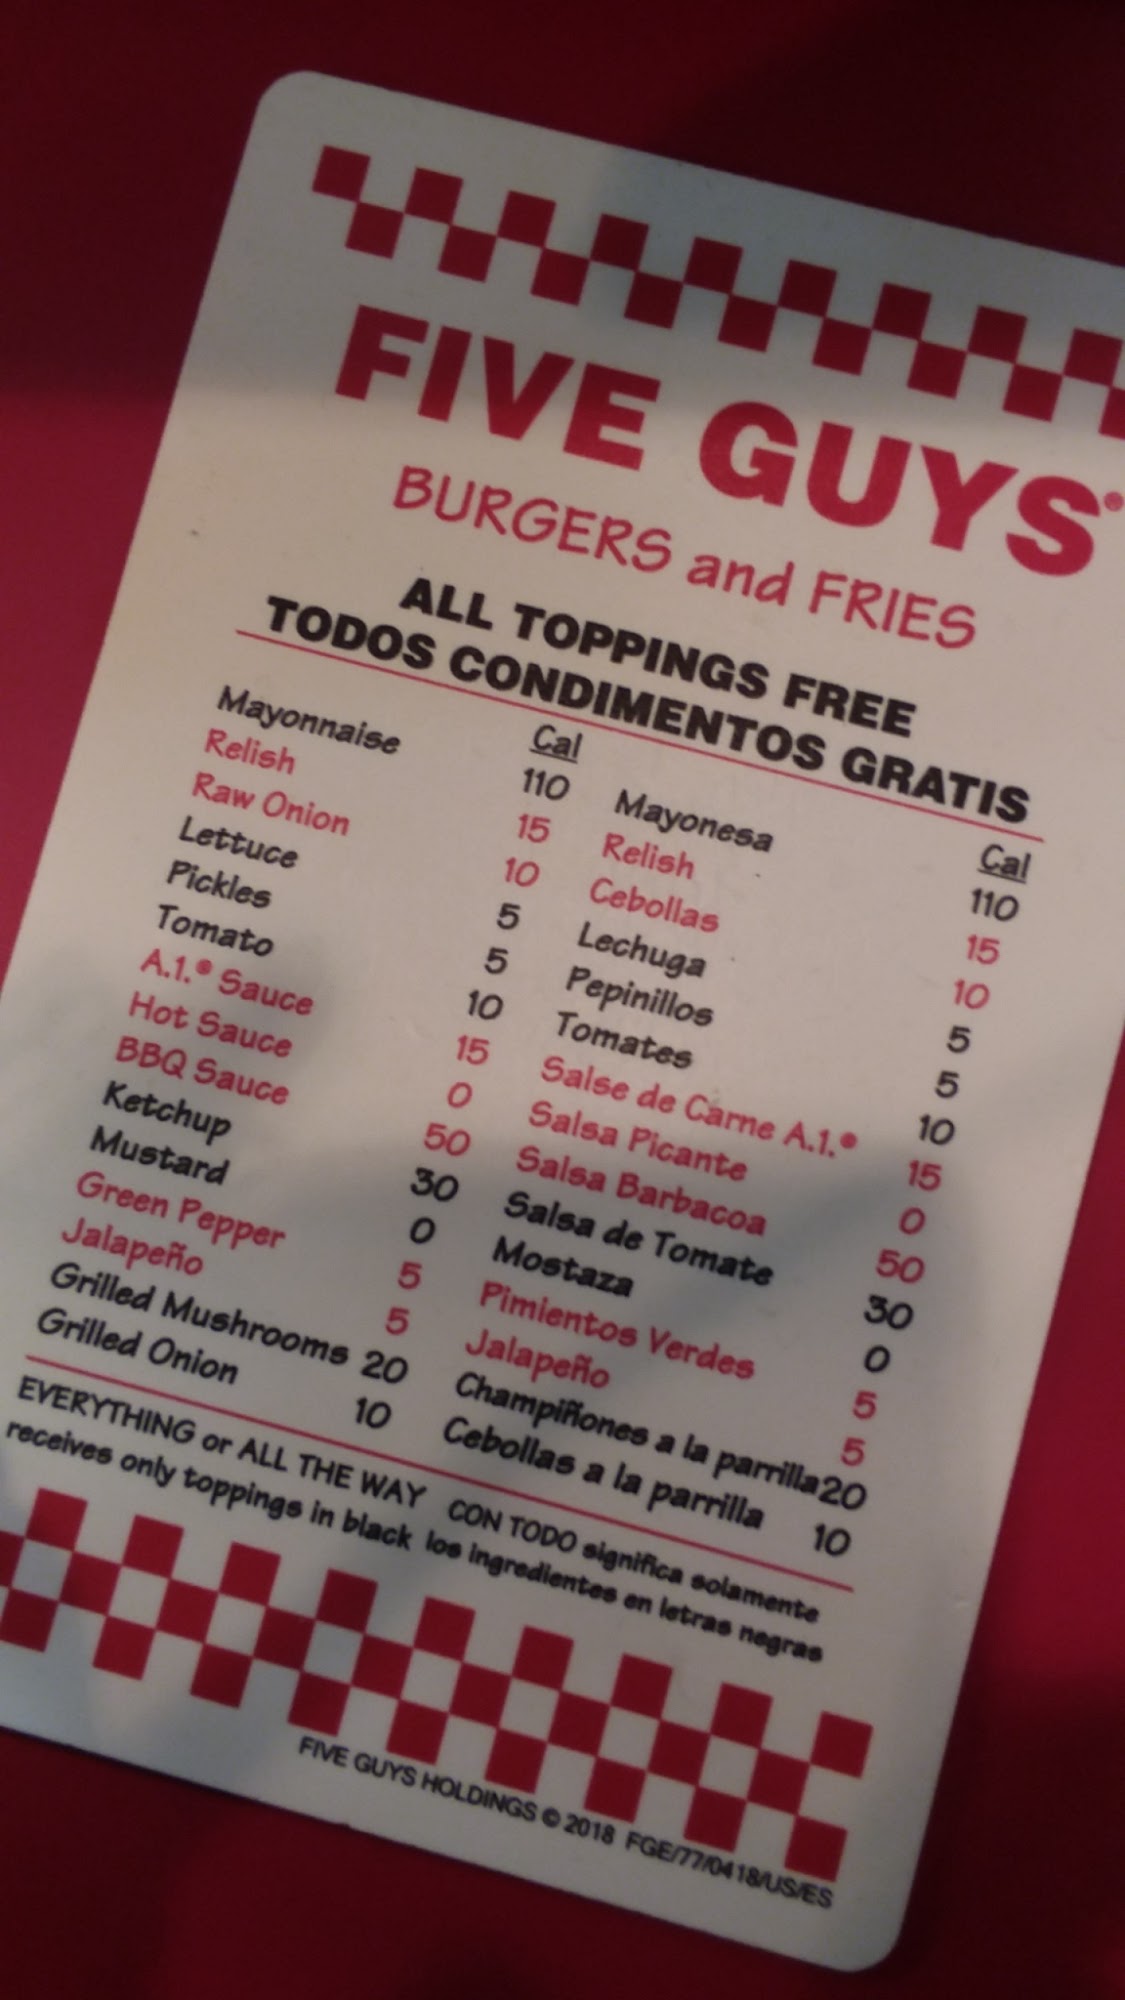 FIVE GUYS®
BURGERS and FRIES
ALL TOPPINGS FREE
TODOS CONDIMENTOS GRATIS
Cal
Mayonnaise 110
Relish 15
Raw Onion 10
Lettuce 5
Pickles 5
Tomato 10
A.1.® Sauce 15
Hot Sauce 0
BBQ Sauce 50
Ketchup 30
Mustard 0
Green Pepper 5
Jalapeño 5
Grilled Mushrooms 20
Grilled Onion 10
Cal
Mayonesa 110
Relish 15
Cebollas 10
Lechuga 5
Pepinillos 5
Tomates 10
Salse de Carne A.1.® 15
Salsa Picante 0
Salsa Barbacoa 50
Salsa de Tomate 30
Mostaza 0
Pimientos Verdes 5
Jalapeño 5
Champiñones a la parrilla 20
Cebollas a la parrilla 10
EVERYTHING or ALL THE WAY
receives only toppings in black
CON TODO significa solamente
los ingredientes en letras negras
FIVE GUYS HOLDINGS © 2018 FGE/77/0418/US/ES